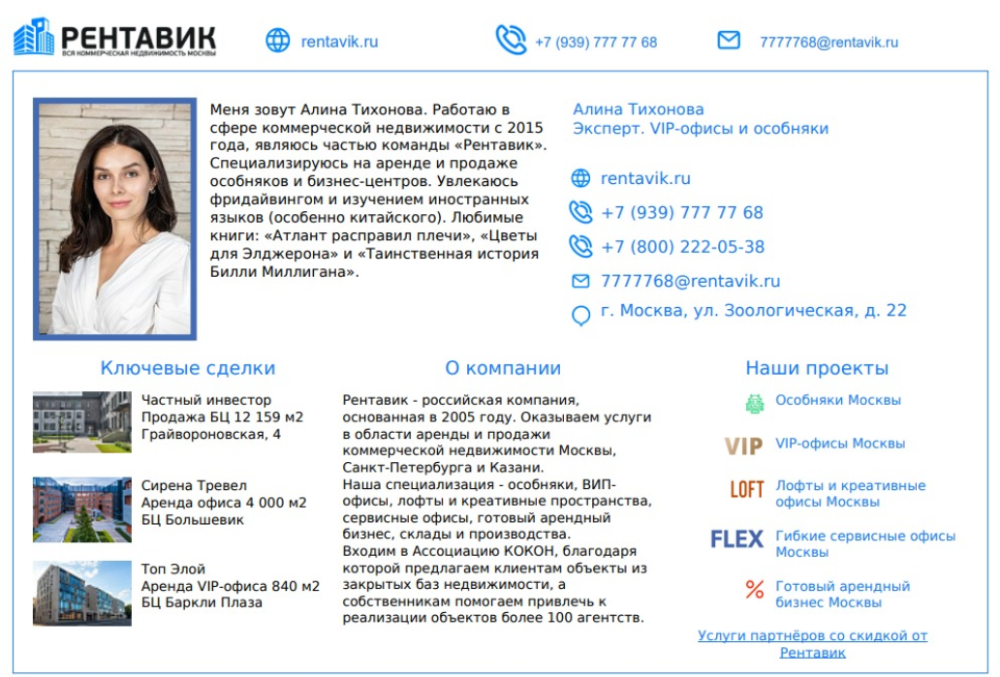 РЕНТАВИК
ВСЯ КОММЕРЧЕСКАЯ НЕДВИЖИМОСТЬ МОСКВЫ
rentavik.ru
+7 (939) 777 77 68
7777768@rentavik.ru
Меня зовут Алина Тихонова. Работаю в
сфере коммерческой недвижимости с 2015
года, являюсь частью команды «Рентавик».
Специализируюсь на аренде и продаже
особняков и бизнес-центров. Увлекаюсь
фридайвингом и изучением иностранных
языков (особенно китайского). Любимые
книги: «Атлант расправил плечи», «Цветы
для Элджерона» и «Таинственная история
Билли Миллигана».
Алина Тихонова
Эксперт. VIP-офисы и особняки
rentavik.ru
+7 (939) 777 77 68
+7 (800) 222-05-38
7777768@rentavik.ru
г. Москва, ул. Зоологическая, д. 22
Ключевые сделки
Частный инвестор
Продажа БЦ 12 159 м2
Грайвороновская, 4
Сирена Тревел
Аренда офиса 4 000 м2
БЦ Большевик
Топ Элой
Аренда VIP-офиса 840 м2
БЦ Баркли Плаза
О компании
Рентавик - российская компания,
основанная в 2005 году. Оказываем услуги
в области аренды и продажи
коммерческой недвижимости Москвы,
Санкт-Петербурга и Казани.
Наша специализация - особняки, ВИП-
офисы, лофты и креативные пространства,
сервисные офисы, готовый арендный
бизнес, склады и производства.
Входим в Ассоциацию КОКОН, благодаря
которой предлагаем клиентам объекты из
закрытых баз недвижимости, а
собственникам помогаем привлечь к
реализации объектов более 100 агентств.
Наши проекты
Особняки Москвы
VIP VIP-офисы Москвы
LOFT Лофты и креативные
офисы Москвы
FLEX Гибкие сервисные офисы
Москвы
% Готовый арендный
бизнес Москвы
Услуги партнёров со скидкой от
Рентавик